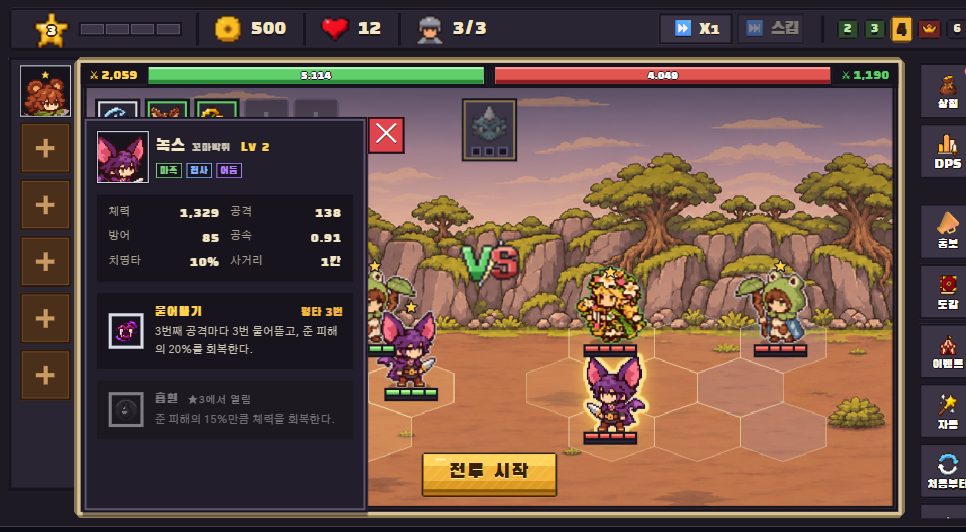 3
500
12
3/3
X1
스킵
2 3 4 6
2,059
5.114
4.049
1,190
녹스 꼬마박쥐 Lv 2
마족 전사 어둠
체력 1,329 공격 138
방어 85 공속 0.91
치명타 10% 사거리 1칸
물어뜯기 평타 3번
3번째 공격마다 3번 물어뜯고, 준 피해
의 20%를 회복한다.
흡혈 ★3에서 열림
준 피해의 15%만큼 체력을 회복한다.
VS
전투 시작
상점
DPS
홍보
도감
이벤트
자동
처음부터